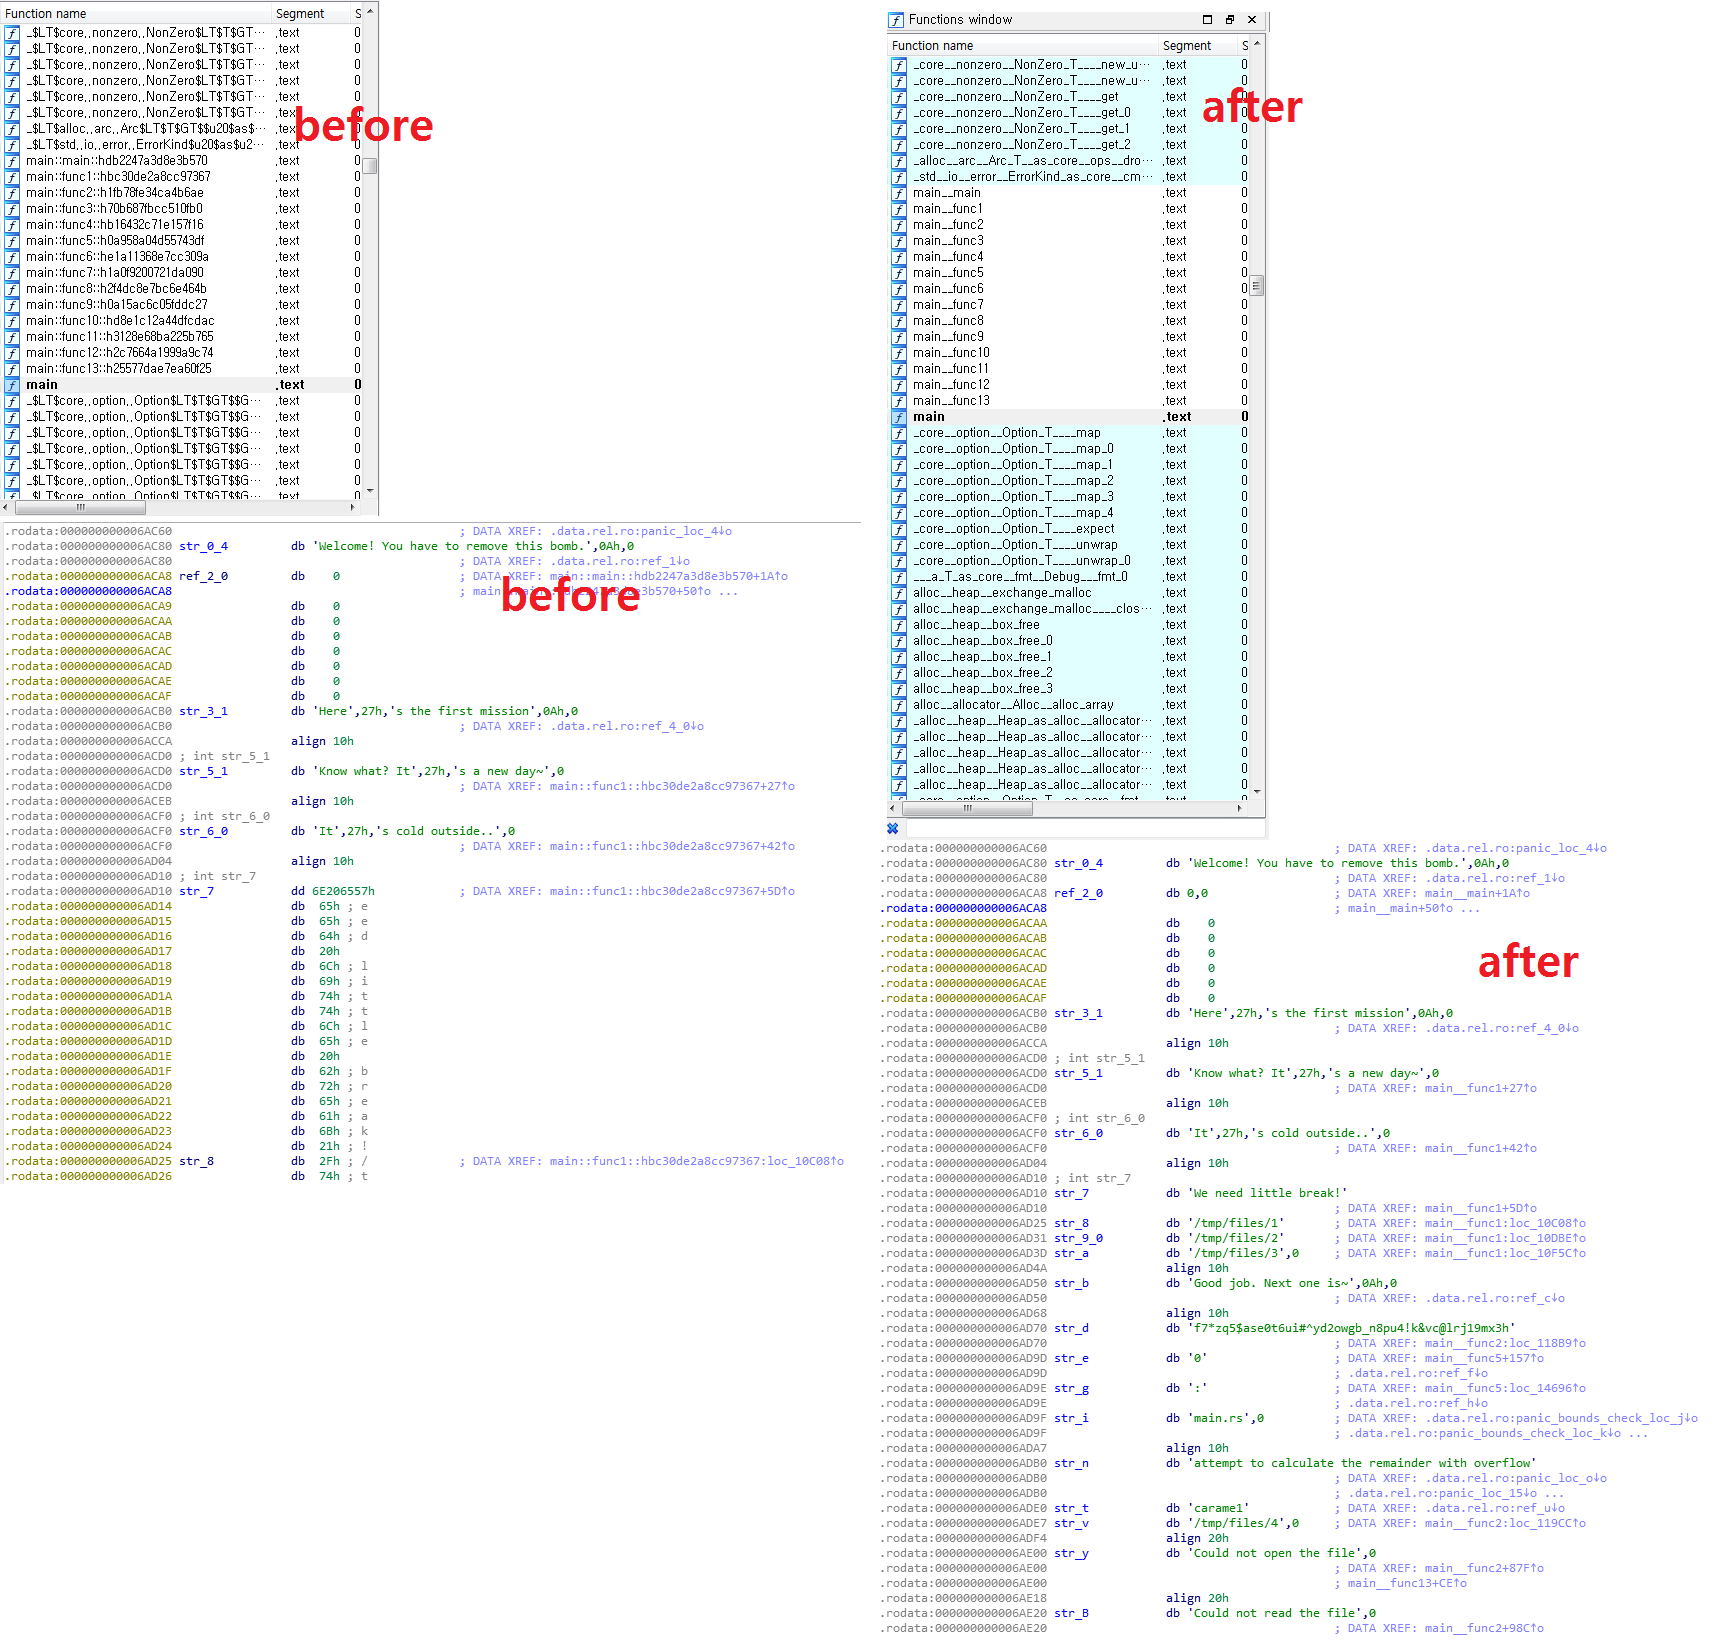 Function name Segment S
_$LT$core..nonzero..NonZero$LT$T$GT··· .text 0
_$LT$core..nonzero..NonZero$LT$T$GT··· .text 0
_$LT$core..nonzero..NonZero$LT$T$GT··· .text 0
_$LT$core..nonzero..NonZero$LT$T$GT··· .text 0
_$LT$core..nonzero..NonZero$LT$T$GT··· .text 0
_$LT$core..nonzero..NonZero$LT$T$GT··· .text 0
_$LT$alloc..arc..Arc$LT$T$GT$$u20$as$··· .text 0
_$LT$std..io..error..ErrorKind$u20$as$u2··· .text 0
main::main::hdb2247a3d8e3b570 .text 0
main::func1::hbc30de2a8cc97367 .text 0
main::func2::h1fb78fe34ca4b6ae .text 0
main::func3::h70b687fbcc510fb0 .text 0
main::func4::hb16432c71e157f16 .text 0
main::func5::h0a958a04d55743df .text 0
main::func6::he1a11368e7cc309a .text 0
main::func7::h1a0f9200721da090 .text 0
main::func8::h2f4dc8e7bc6e464b .text 0
main::func9::h0a15ac6c05fddc27 .text 0
main::func10::hd8e1c12a44dfcdac .text 0
main::func11::h3128e68ba225b765 .text 0
main::func12::h2c7664a1999a9c74 .text 0
main::func13::h25577dae7ea60f25 .text 0
main .text 0
_$LT$core..option..Option$LT$T$GT$$G··· .text 0
_$LT$core..option..Option$LT$T$GT$$G··· .text 0
_$LT$core..option..Option$LT$T$GT$$G··· .text 0
_$LT$core..option..Option$LT$T$GT$$G··· .text 0
_$LT$core..option..Option$LT$T$GT$$G··· .text 0
_$LT$core..option..Option$LT$T$GT$$G··· .text 0
_$LT$core..option..Option$LT$T$GT$$G··· .text 0
before
.rodata:000000000006AC60 ; DATA XREF: .data.rel.ro:panic_loc_4↓o
.rodata:000000000006AC80 str_0_4 db 'Welcome! You have to remove this bomb.',0Ah,0
.rodata:000000000006AC80 ; DATA XREF: .data.rel.ro:ref_1↓o
.rodata:000000000006ACA8 ref_2_0 db 0 ; DATA XREF: main::main::hdb2247a3d8e3b570+1A↑o
.rodata:000000000006ACA8 ; main::main::hdb2247a3d8e3b570+50↑o ...
before
.rodata:000000000006ACA9 db 0
.rodata:000000000006ACAA db 0
.rodata:000000000006ACAB db 0
.rodata:000000000006ACAC db 0
.rodata:000000000006ACAD db 0
.rodata:000000000006ACAE db 0
.rodata:000000000006ACAF db 0
.rodata:000000000006ACB0 str_3_1 db 'Here',27h,'s the first mission',0Ah,0
.rodata:000000000006ACB0 ; DATA XREF: .data.rel.ro:ref_4_0↓o
.rodata:000000000006ACCA align 10h
.rodata:000000000006ACD0 ; int str_5_1
.rodata:000000000006ACD0 str_5_1 db 'Know what? It',27h,'s a new day~',0
.rodata:000000000006ACD0 ; DATA XREF: main::func1::hbc30de2a8cc97367+27↑o
.rodata:000000000006ACEB align 10h
.rodata:000000000006ACF0 ; int str_6_0
.rodata:000000000006ACF0 str_6_0 db 'It',27h,'s cold outside..',0
.rodata:000000000006ACF0 ; DATA XREF: main::func1::hbc30de2a8cc97367+42↑o
.rodata:000000000006AD04 align 10h
.rodata:000000000006AD10 ; int str_7
.rodata:000000000006AD10 str_7 dd 6E206557h ; DATA XREF: main::func1::hbc30de2a8cc97367+5D↑o
.rodata:000000000006AD14 db 65h ; e
.rodata:000000000006AD15 db 65h ; e
.rodata:000000000006AD16 db 64h ; d
.rodata:000000000006AD17 db 20h
.rodata:000000000006AD18 db 6Ch ; l
.rodata:000000000006AD19 db 69h ; i
.rodata:000000000006AD1A db 74h ; t
.rodata:000000000006AD1B db 74h ; t
.rodata:000000000006AD1C db 6Ch ; l
.rodata:000000000006AD1D db 65h ; e
.rodata:000000000006AD1E db 20h
.rodata:000000000006AD1F db 62h ; b
.rodata:000000000006AD20 db 72h ; r
.rodata:000000000006AD21 db 65h ; e
.rodata:000000000006AD22 db 61h ; a
.rodata:000000000006AD23 db 6Bh ; k
.rodata:000000000006AD24 db 21h ; !
.rodata:000000000006AD25 str_8 db 2Fh ; / ; DATA XREF: main::func1::hbc30de2a8cc97367:loc_10C08↑o
.rodata:000000000006AD26 db 74h ; t
Functions window
Function name Segment S
_core__nonzero__NonZero_T____new_u··· .text 0
_core__nonzero__NonZero_T____new_u··· .text 0
_core__nonzero__NonZero_T____get .text 0
_core__nonzero__NonZero_T____get_0 .text 0
_core__nonzero__NonZero_T____get_1 .text 0
_core__nonzero__NonZero_T____get_2 .text 0
_alloc__arc__Arc_T__as_core__ops__dro··· .text 0
_std__io__error__ErrorKind_as_core__cm··· .text 0
main__main .text 0
main__func1 .text 0
main__func2 .text 0
main__func3 .text 0
main__func4 .text 0
main__func5 .text 0
main__func6 .text 0
main__func7 .text 0
main__func8 .text 0
main__func9 .text 0
main__func10 .text 0
main__func11 .text 0
main__func12 .text 0
main__func13 .text 0
main .text 0
_core__option__Option_T____map .text 0
_core__option__Option_T____map_0 .text 0
_core__option__Option_T____map_1 .text 0
_core__option__Option_T____map_2 .text 0
_core__option__Option_T____map_3 .text 0
_core__option__Option_T____map_4 .text 0
_core__option__Option_T____expect .text 0
_core__option__Option_T____unwrap .text 0
_core__option__Option_T____unwrap_0 .text 0
___a_T_as_core__fmt__Debug___fmt_0 .text 0
alloc__heap__exchange_malloc .text 0
alloc__heap__exchange_malloc____clos··· .text 0
alloc__heap__box_free .text 0
alloc__heap__box_free_0 .text 0
alloc__heap__box_free_1 .text 0
alloc__heap__box_free_2 .text 0
alloc__heap__box_free_3 .text 0
alloc__allocator__Alloc__alloc_array .text 0
_alloc__heap__Heap_as_alloc__allocator··· .text 0
_alloc__heap__Heap_as_alloc__allocator··· .text 0
_alloc__heap__Heap_as_alloc__allocator··· .text 0
_alloc__heap__Heap_as_alloc__allocator··· .text 0
_alloc__heap__Heap_as_alloc__allocator··· .text 0
after
.rodata:000000000006AC60 ; DATA XREF: .data.rel.ro:panic_loc_4↓o
.rodata:000000000006AC80 str_0_4 db 'Welcome! You have to remove this bomb.',0Ah,0
.rodata:000000000006AC80 ; DATA XREF: .data.rel.ro:ref_1↓o
.rodata:000000000006ACA8 ref_2_0 db 0,0 ; DATA XREF: main__main+1A↑o
.rodata:000000000006ACA8 ; main__main+50↑o ...
.rodata:000000000006ACAA db 0
.rodata:000000000006ACAB db 0
.rodata:000000000006ACAC db 0
.rodata:000000000006ACAD db 0
.rodata:000000000006ACAE db 0
.rodata:000000000006ACAF db 0
after
.rodata:000000000006ACB0 str_3_1 db 'Here',27h,'s the first mission',0Ah,0
.rodata:000000000006ACB0 ; DATA XREF: .data.rel.ro:ref_4_0↓o
.rodata:000000000006ACCA align 10h
.rodata:000000000006ACD0 ; int str_5_1
.rodata:000000000006ACD0 str_5_1 db 'Know what? It',27h,'s a new day~',0
.rodata:000000000006ACD0 ; DATA XREF: main__func1+27↑o
.rodata:000000000006ACEB align 10h
.rodata:000000000006ACF0 ; int str_6_0
.rodata:000000000006ACF0 str_6_0 db 'It',27h,'s cold outside..',0
.rodata:000000000006ACF0 ; DATA XREF: main__func1+42↑o
.rodata:000000000006AD04 align 10h
.rodata:000000000006AD10 ; int str_7
.rodata:000000000006AD10 str_7 db 'We need little break!'
.rodata:000000000006AD10 ; DATA XREF: main__func1+5D↑o
.rodata:000000000006AD25 str_8 db '/tmp/files/1' ; DATA XREF: main__func1:loc_10C08↑o
.rodata:000000000006AD31 str_9_0 db '/tmp/files/2' ; DATA XREF: main__func1:loc_10DBE↑o
.rodata:000000000006AD3D str_a db '/tmp/files/3',0 ; DATA XREF: main__func1:loc_10F5C↑o
.rodata:000000000006AD4A align 10h
.rodata:000000000006AD50 str_b db 'Good job. Next one is~',0Ah,0
.rodata:000000000006AD50 ; DATA XREF: .data.rel.ro:ref_c↓o
.rodata:000000000006AD68 align 10h
.rodata:000000000006AD70 str_d db 'f7*zq5$ase0t6ui#^yd2owgb_n8pu4!k&vc@lrj19mx3h'
.rodata:000000000006AD70 ; DATA XREF: main__func2:loc_118B9↑o
.rodata:000000000006AD9D str_e db '0' ; DATA XREF: main__func5+157↑o
.rodata:000000000006AD9D ; .data.rel.ro:ref_f↓o
.rodata:000000000006AD9E str_g db ':' ; DATA XREF: main__func5:loc_14696↑o
.rodata:000000000006AD9E ; .data.rel.ro:ref_h↓o
.rodata:000000000006AD9F str_i db 'main.rs',0 ; DATA XREF: .data.rel.ro:panic_bounds_check_loc_j↓o
.rodata:000000000006AD9F ; .data.rel.ro:panic_bounds_check_loc_k↓o ...
.rodata:000000000006ADA7 align 10h
.rodata:000000000006ADB0 str_n db 'attempt to calculate the remainder with overflow'
.rodata:000000000006ADB0 ; DATA XREF: .data.rel.ro:panic_loc_o↓o
.rodata:000000000006ADB0 ; .data.rel.ro:panic_loc_15↓o ...
.rodata:000000000006ADE0 str_t db 'carame1' ; DATA XREF: .data.rel.ro:ref_u↓o
.rodata:000000000006ADE7 str_v db '/tmp/files/4',0 ; DATA XREF: main__func2:loc_119CC↑o
.rodata:000000000006ADF4 align 20h
.rodata:000000000006AE00 str_y db 'Could not open the file',0
.rodata:000000000006AE00 ; DATA XREF: main__func2+87F↑o
.rodata:000000000006AE00 ; main__func13+CE↑o
.rodata:000000000006AE18 align 20h
.rodata:000000000006AE20 str_B db 'Could not read the file',0
.rodata:000000000006AE20 ; DATA XREF: main__func2+98C↑o